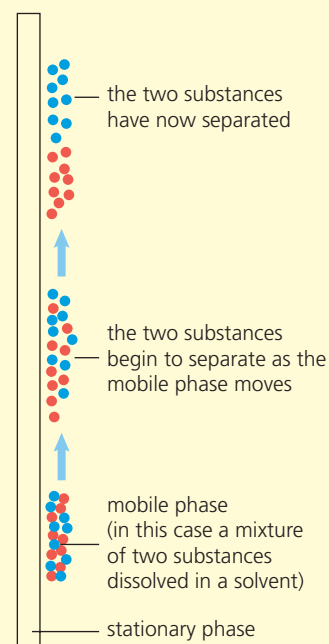 the two substances
have now separated
the two substances
begin to separate as the
mobile phase moves
mobile phase
(in this case a mixture
of two substances
dissolved in a solvent)
stationary phase